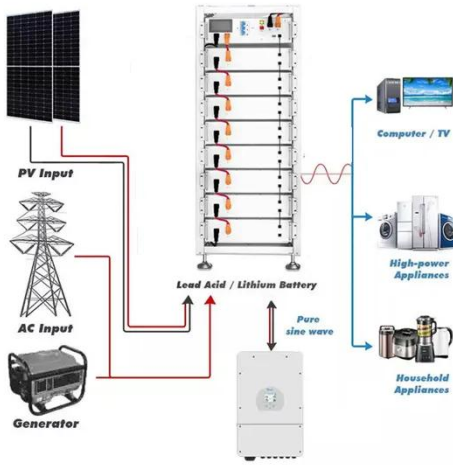 PV Input
AC Input
Generator
Lead Acid / Lithium Battery
Pure
sine wave
Computer / TV
High-power
Appliances
Household
Appliances